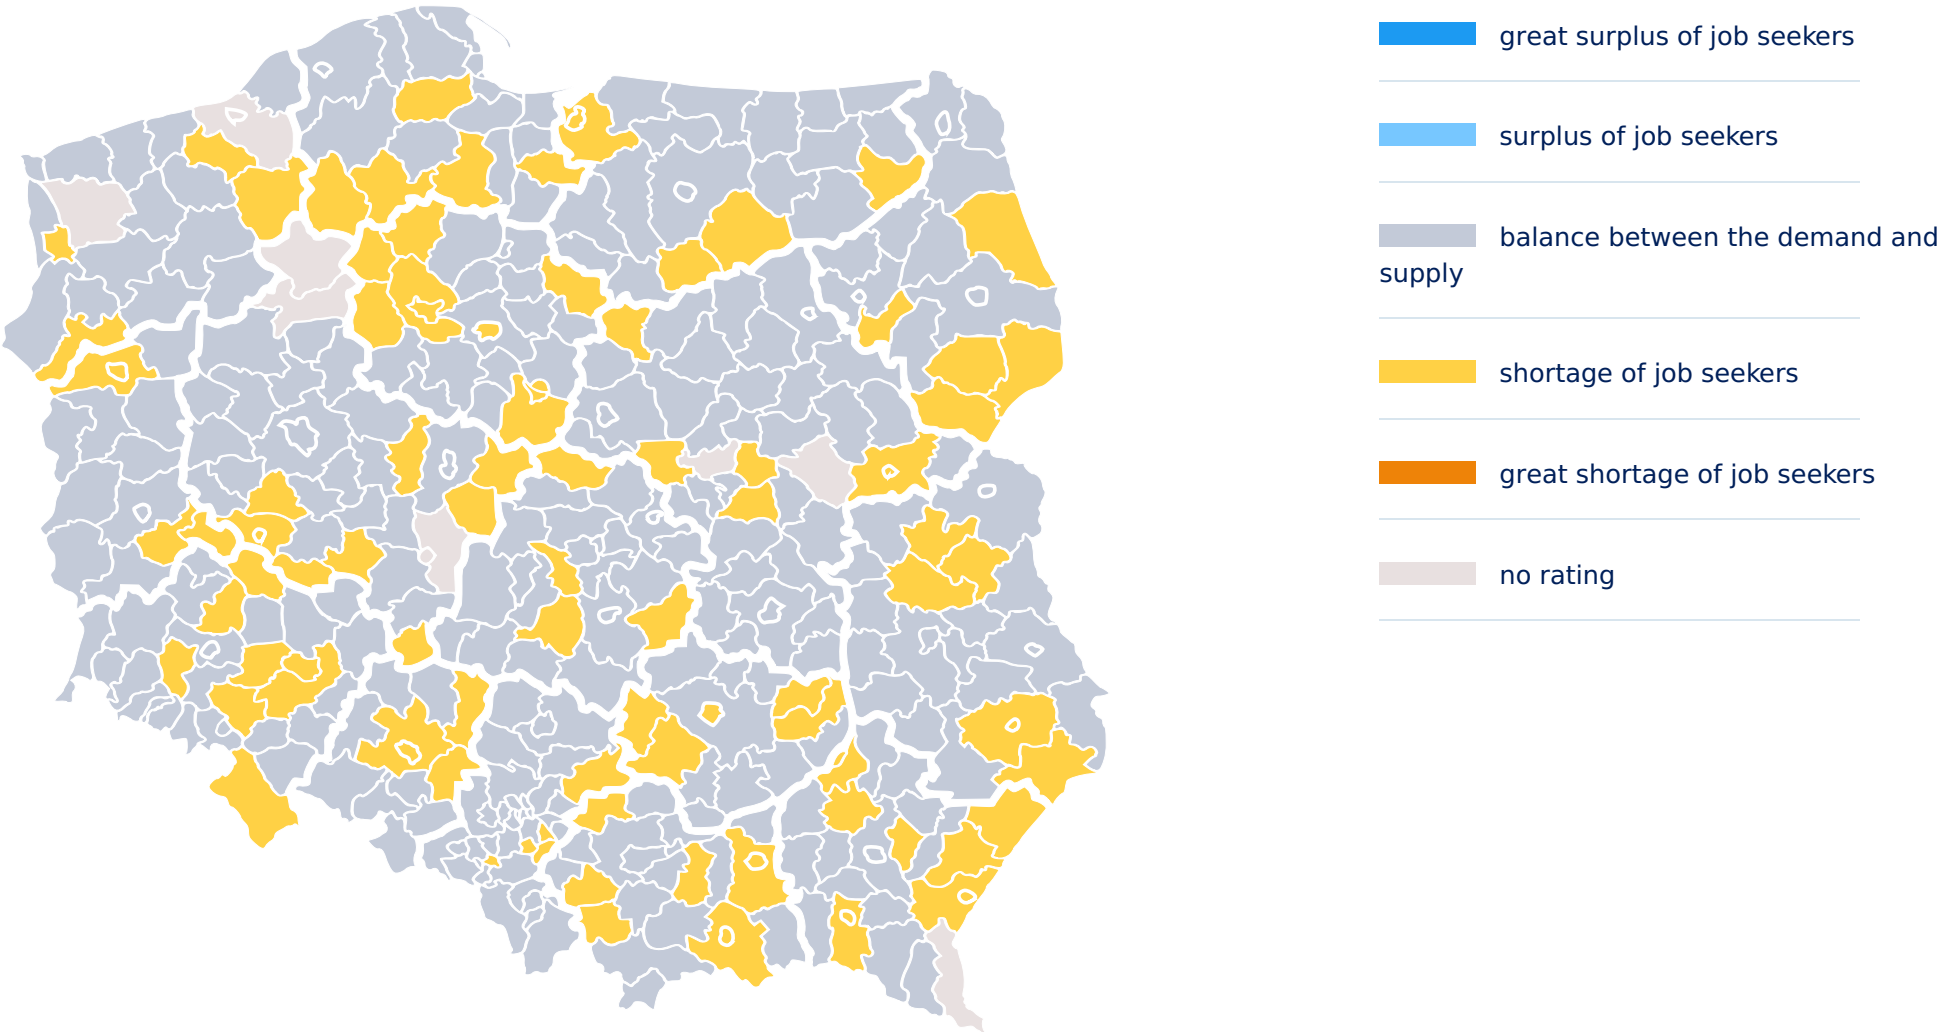 great surplus of job seekers
surplus of job seekers
balance between the demand and
supply
shortage of job seekers
great shortage of job seekers
no rating